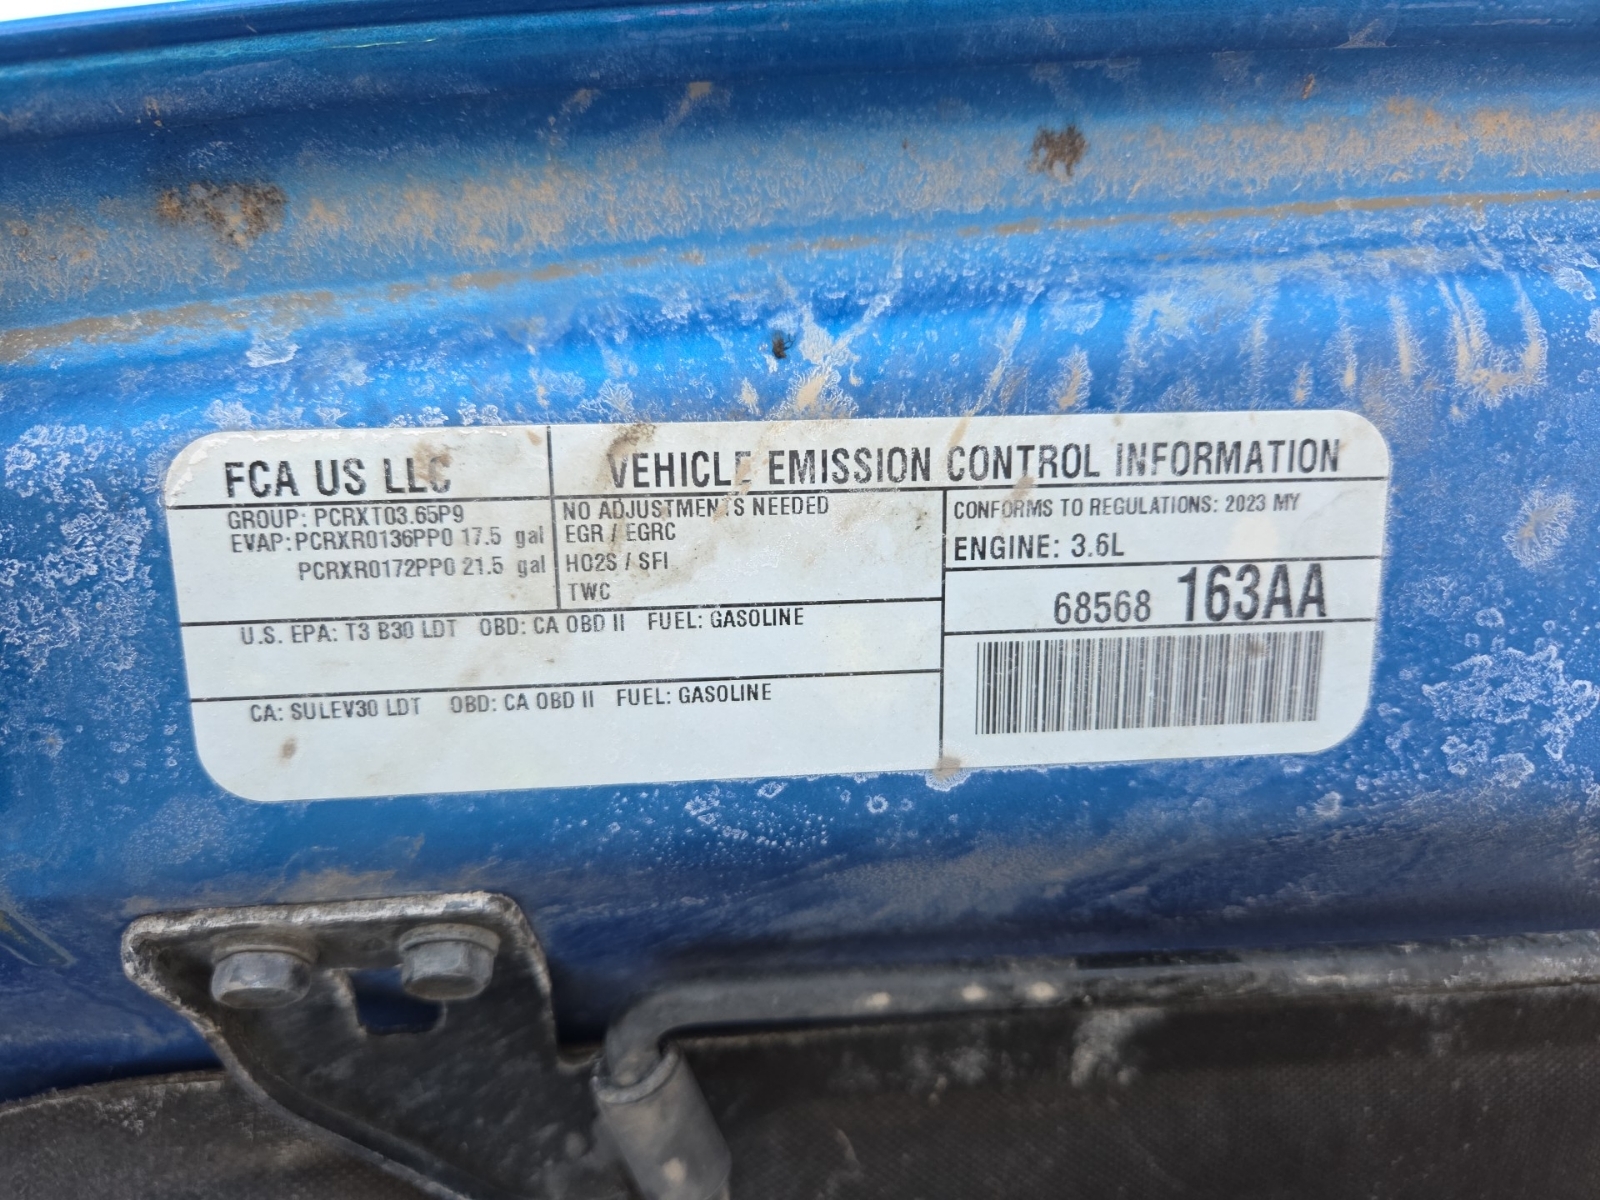 FCA US LLC
VEHICLE EMISSION CONTROL INFORMATION
GROUP: PCRXT03.65P9
EVAP: PCRXR0136PP0 17.5 gal
PCRXR0172PP0 21.5 gal
NO ADJUSTMENTS NEEDED
EGR / EGRC
HO2S / SFI
TWC
CONFORMS TO REGULATIONS: 2023 MY
ENGINE: 3.6L
68568 163AA
U.S. EPA: T3 B30 LDT OBD: CA OBD II FUEL: GASOLINE
CA: SULEV30 LDT OBD: CA OBD II FUEL: GASOLINE